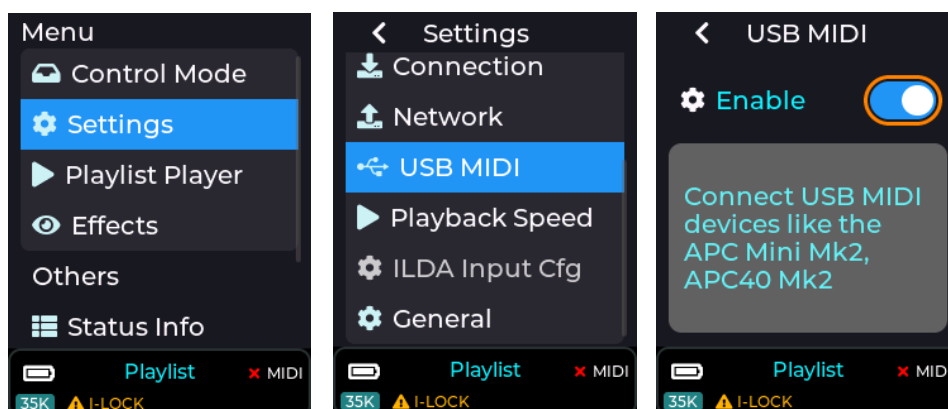 Menu
Control Mode
Settings
Playlist Player
Effects
Others
Status Info
Playlist
× MIDI
35K
I-LOCK
Settings
Connection
Network
USB MIDI
Playback Speed
ILDA Input Cfg
General
Playlist
× MIDI
35K
I-LOCK
USB MIDI
Enable
Connect USB MIDI
devices like the
APC Mini Mk2,
APC40 Mk2
Playlist
× MID
35K
I-LOCK